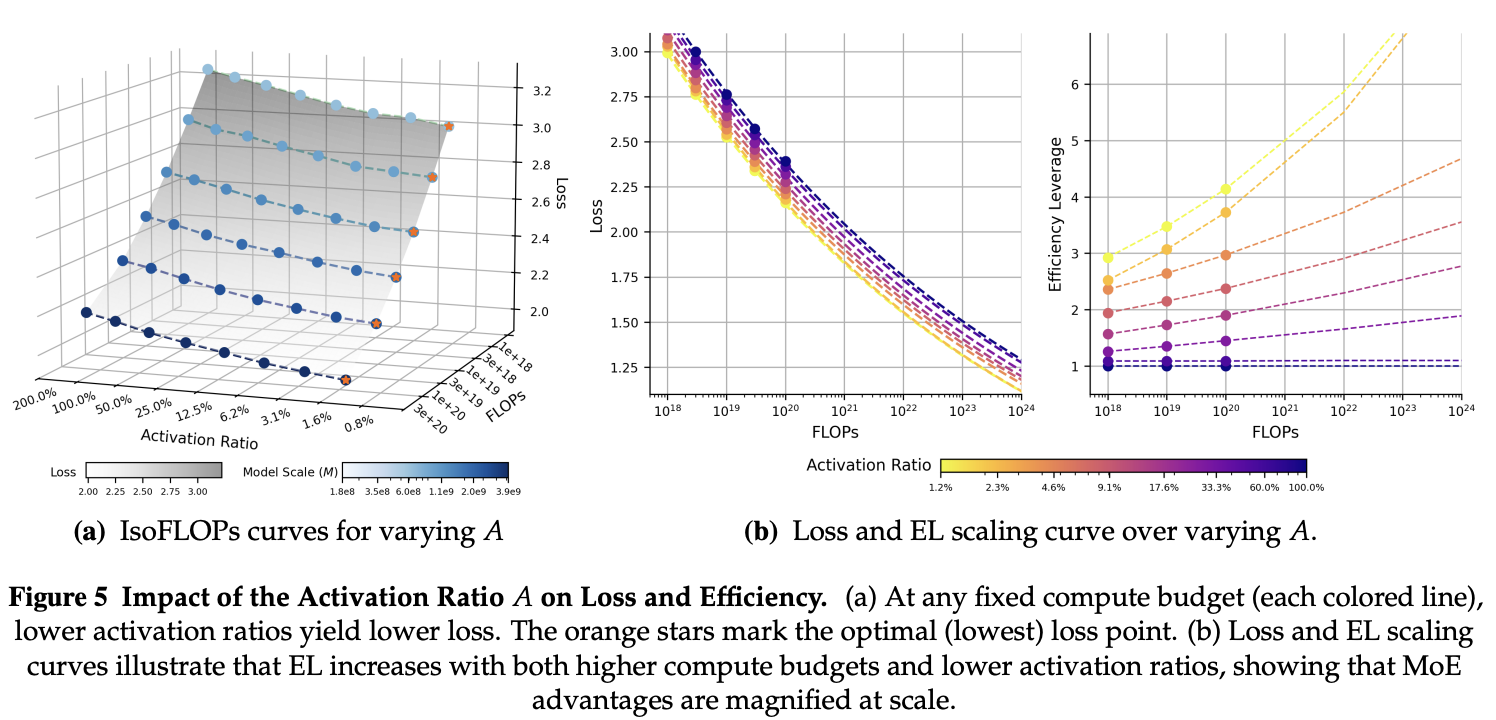 3.2
3.0
2.8
2.6
2.4
2.2
2.0
Loss
200.0%
100.0%
50.0%
25.0%
12.5%
6.2%
3.1%
1.6%
0.8%
Activation Ratio
1e+18
3e+18
1e+19
3e+19
1e+20
3e+20
FLOPs
Loss
2.00 2.25 2.50 2.75 3.00
Model Scale (M)
1.8e8 3.5e8 6.0e8 1.1e9 2.0e9 3.9e9
(a) IsoFLOPs curves for varying A
Loss
3.00
2.75
2.50
2.25
2.00
1.75
1.50
1.25
10¹⁸ 10¹⁹ 10²⁰ 10²¹ 10²² 10²³ 10²⁴
FLOPs
Efficiency Leverage
6
5
4
3
2
1
10¹⁸ 10¹⁹ 10²⁰ 10²¹ 10²² 10²³ 10²⁴
FLOPs
Activation Ratio
1.2% 2.3% 4.6% 9.1% 17.6% 33.3% 60.0% 100.0%
(b) Loss and EL scaling curve over varying A.
Figure 5 Impact of the Activation Ratio A on Loss and Efficiency. (a) At any fixed compute budget (each colored line),
lower activation ratios yield lower loss. The orange stars mark the optimal (lowest) loss point. (b) Loss and EL scaling
curves illustrate that EL increases with both higher compute budgets and lower activation ratios, showing that MoE
advantages are magnified at scale.